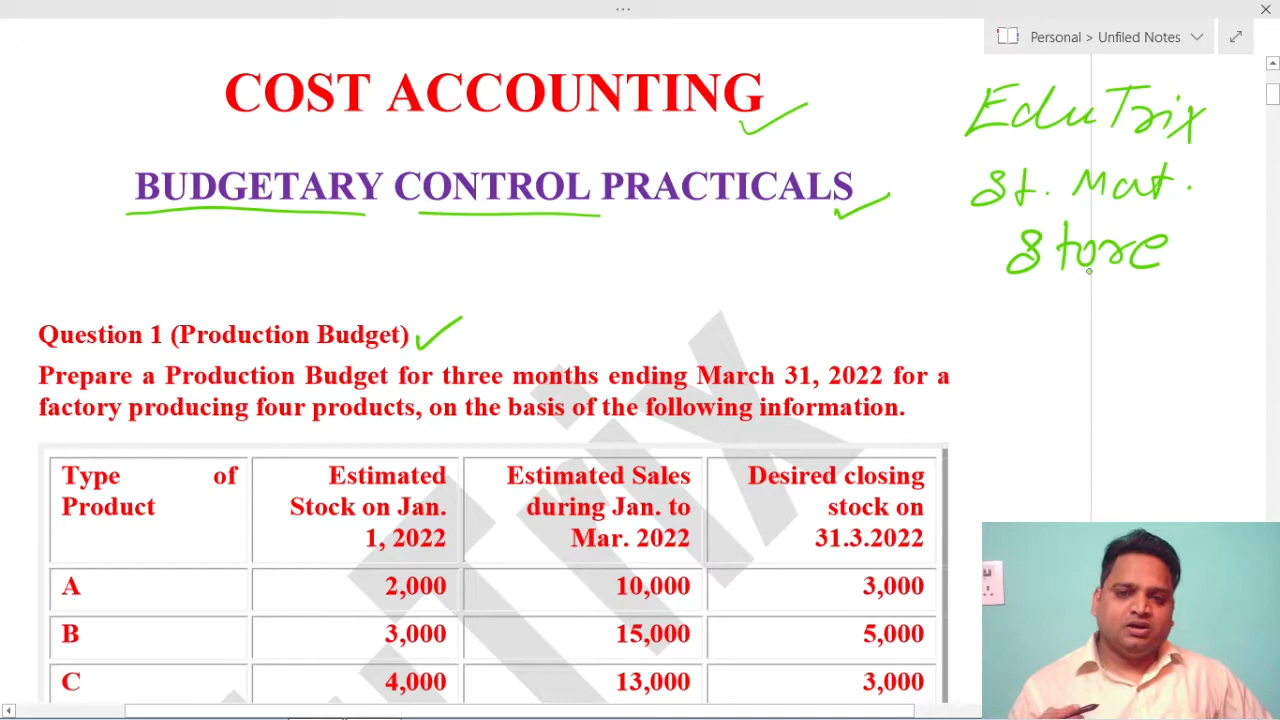 Personal > Unfiled Notes
COST ACCOUNTING
EduTrix
BUDGETARY CONTROL PRACTICALS
St. Mat.
Store
Question 1 (Production Budget)
Prepare a Production Budget for three months ending March 31, 2022 for a
factory producing four products, on the basis of the following information.
Type of Product Estimated Stock on Jan. 1, 2022 Estimated Sales during Jan. to Mar. 2022 Desired closing stock on 31.3.2022
A 2,000 10,000 3,000
B 3,000 15,000 5,000
C 4,000 13,000 3,000